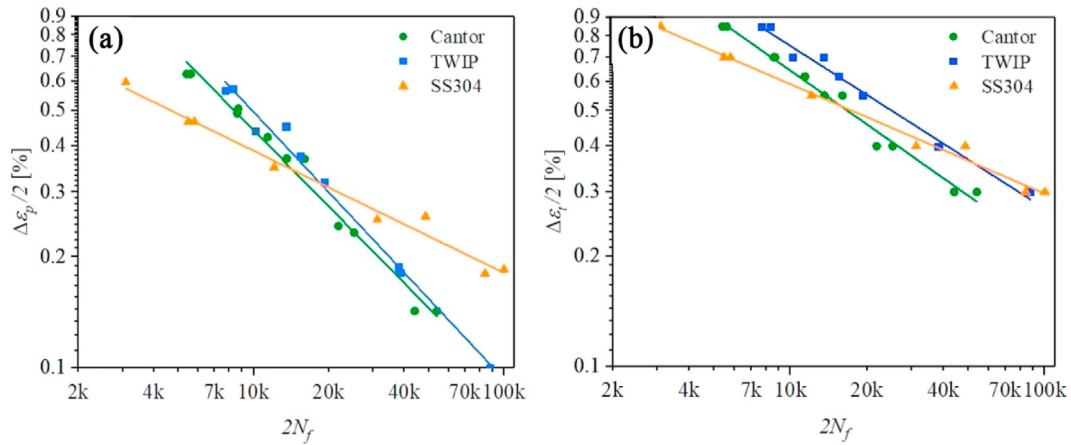 (a)
Cantor
TWIP
SS304
0.9
0.8
0.7
0.6
0.5
0.4
0.3
0.2
0.1
Δε_p/2 [%]
2k 4k 7k 10k 20k 40k 70k 100k
2N_f
(b)
Cantor
TWIP
SS304
0.9
0.8
0.7
0.6
0.5
0.4
0.3
0.2
0.1
Δε_t/2 [%]
2k 4k 7k 10k 20k 40k 70k 100k
2N_f